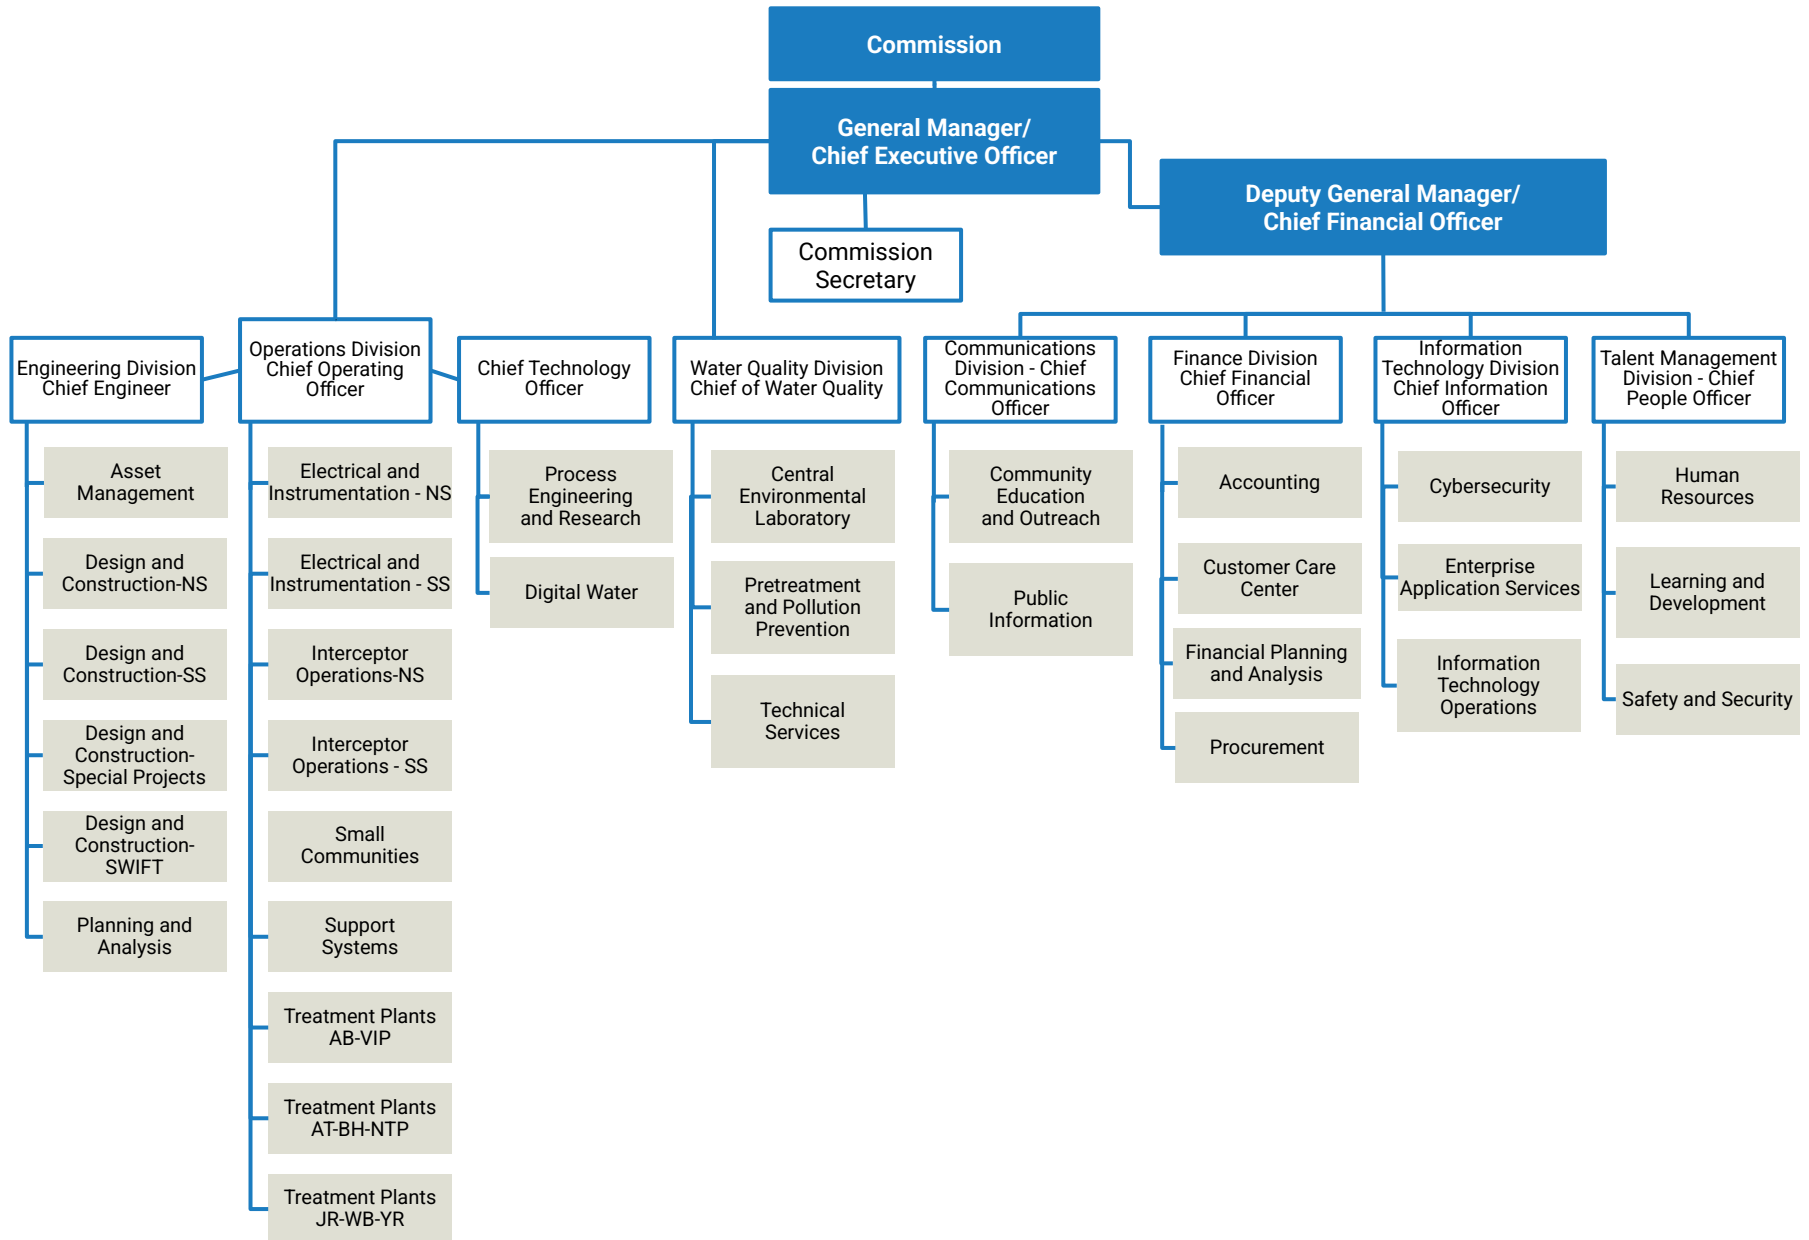 Commission
General Manager/
Chief Executive Officer
Deputy General Manager/
Chief Financial Officer
Commission
Secretary
Engineering Division
Chief Engineer
Operations Division
Chief Operating
Officer
Chief Technology
Officer
Water Quality Division
Chief of Water Quality
Communications
Division - Chief
Communications
Officer
Finance Division
Chief Financial
Officer
Information
Technology Division
Chief Information
Officer
Talent Management
Division - Chief
People Officer
Asset
Management
Design and
Construction-NS
Design and
Construction-SS
Design and
Construction-
Special Projects
Design and
Construction-
SWIFT
Planning and
Analysis
Electrical and
Instrumentation - NS
Electrical and
Instrumentation - SS
Interceptor
Operations-NS
Interceptor
Operations - SS
Small
Communities
Support
Systems
Treatment Plants
AB-VIP
Treatment Plants
AT-BH-NTP
Treatment Plants
JR-WB-YR
Process
Engineering
and Research
Digital Water
Central
Environmental
Laboratory
Pretreatment
and Pollution
Prevention
Technical
Services
Community
Education
and Outreach
Public
Information
Accounting
Customer Care
Center
Financial Planning
and Analysis
Procurement
Cybersecurity
Enterprise
Application Services
Information
Technology
Operations
Human
Resources
Learning and
Development
Safety and Security